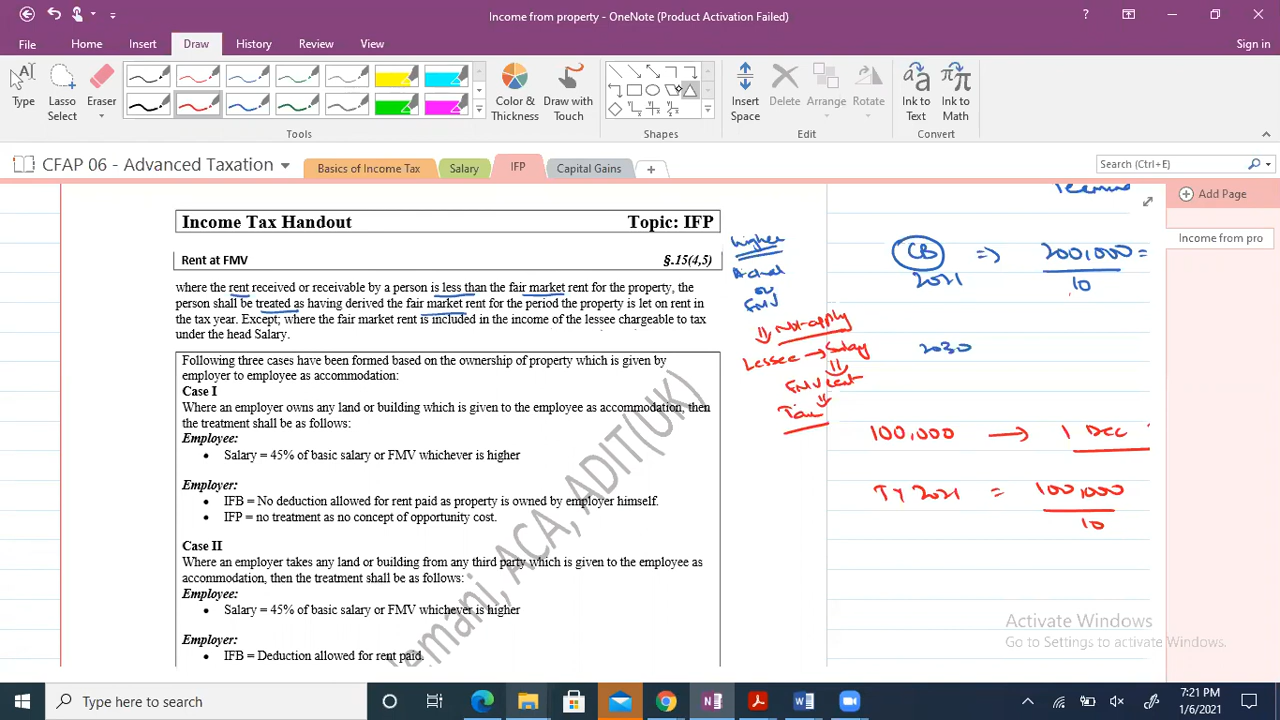 Income from property - OneNote (Product Activation Failed)
File Home Insert Draw History Review View
Sign in
Type
Lasso Select
Eraser
Color & Thickness
Draw with Touch
Insert Space
Delete
Arrange
Rotate
Ink to Text
Ink to Math
Tools
Shapes
Edit
Convert
CFAP 06 - Advanced Taxation
Basics of Income Tax
Salary
IFP
Capital Gains
Search (Ctrl+E)
Add Page
Income from pro
Income Tax Handout Topic: IFP
Rent at FMV §.15(4,5)
where the rent received or receivable by a person is less than the fair market rent for the property, the
person shall be treated as having derived the fair market rent for the period the property is let on rent in
the tax year. Except; where the fair market rent is included in the income of the lessee chargeable to tax
under the head Salary.
Following three cases have been formed based on the ownership of property which is given by
employer to employee as accommodation:
Case I
Where an employer owns any land or building which is given to the employee as accommodation, then
the treatment shall be as follows:
Employee:
• Salary = 45% of basic salary or FMV whichever is higher
Employer:
• IFB = No deduction allowed for rent paid as property is owned by employer himself.
• IFP = no treatment as no concept of opportunity cost.
Case II
Where an employer takes any land or building from any third party which is given to the employee as
accommodation, then the treatment shall be as follows:
Employee:
• Salary = 45% of basic salary or FMV whichever is higher
Employer:
• IFB = Deduction allowed for rent paid.
emani, ACA, ADIT(UK)
higher
Actual
or
FMV
Not apply
Lessee → Salary
FMV rent
Tax
CB ⇒ 200,000 =
2021 10
2030
100,000 → 1 Dec
TY 2021 = 100,000
10
Activate Windows
Go to Settings to activate Windows.
Type here to search
7:21 PM
1/6/2021